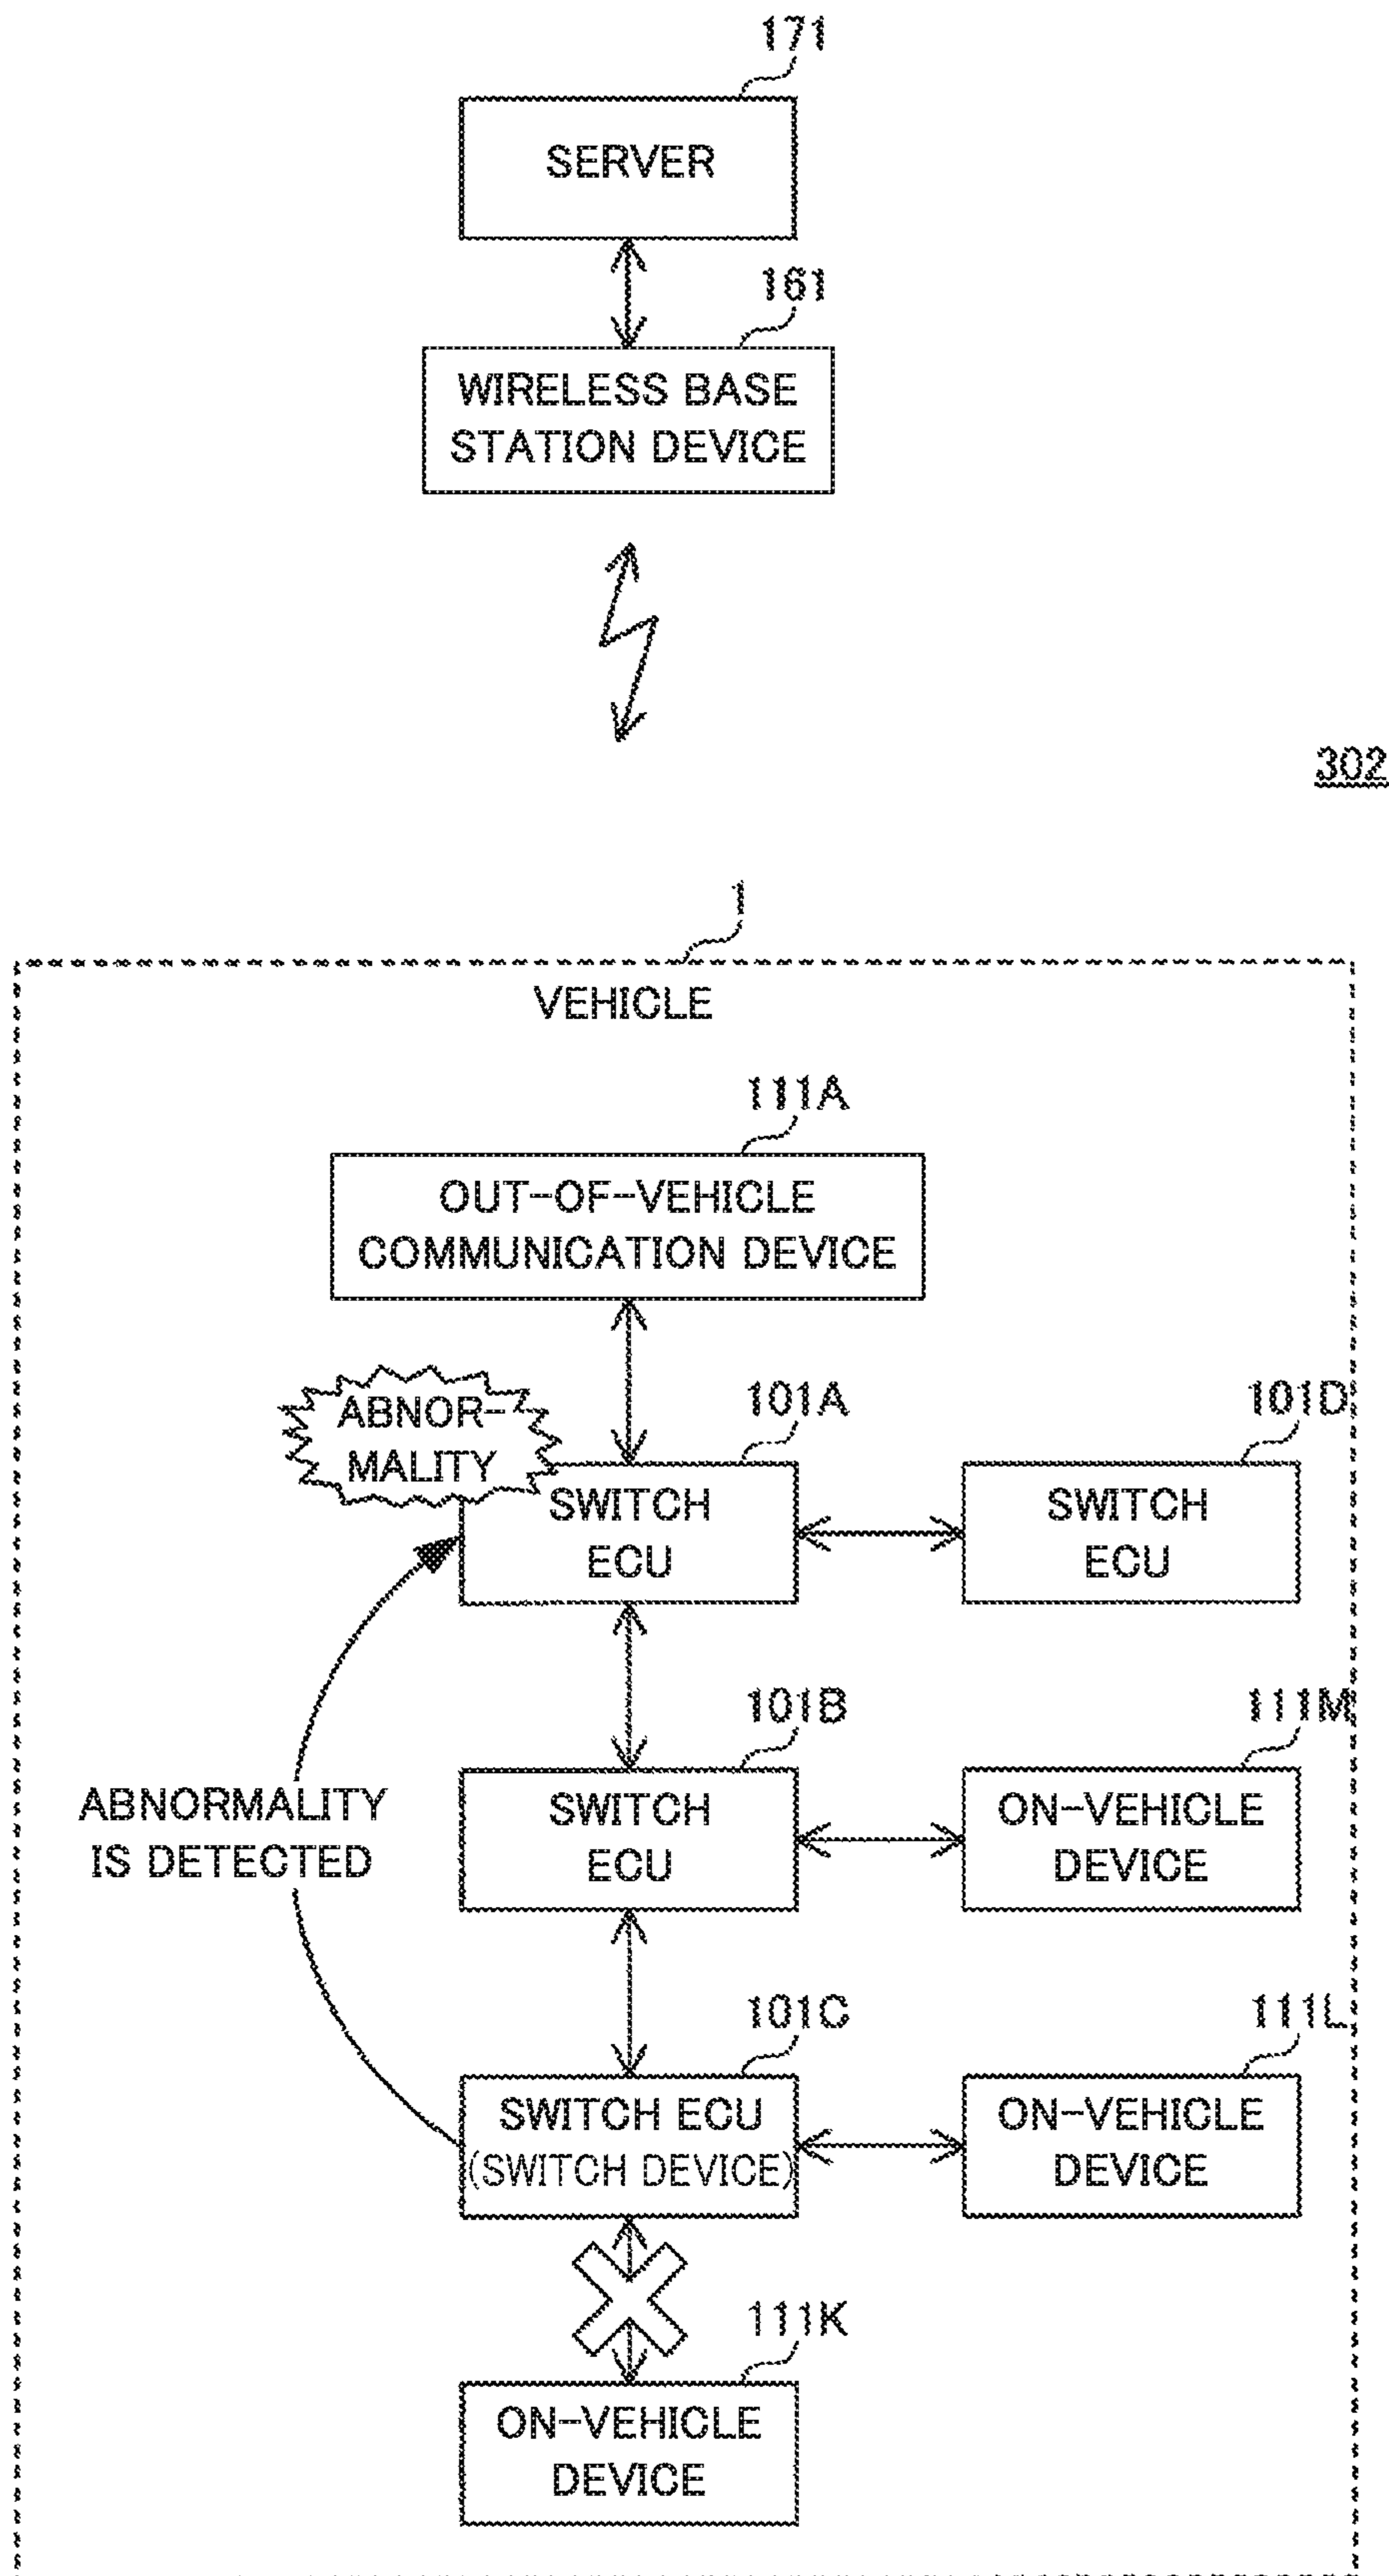 171
SERVER
161
WIRELESS BASE
STATION DEVICE
302
1
VEHICLE
111A
OUT-OF-VEHICLE
COMMUNICATION DEVICE
ABNOR-
MALITY
101A
SWITCH
ECU
101D
SWITCH
ECU
101B
SWITCH
ECU
111M
ON-VEHICLE
DEVICE
ABNORMALITY
IS DETECTED
101C
SWITCH ECU
(SWITCH DEVICE)
111L
ON-VEHICLE
DEVICE
111K
ON-VEHICLE
DEVICE